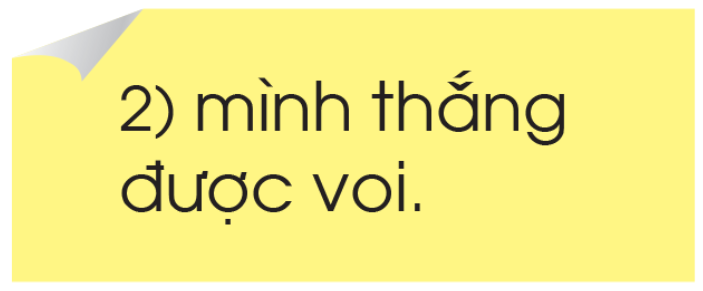 2) mình thắng
được voi.